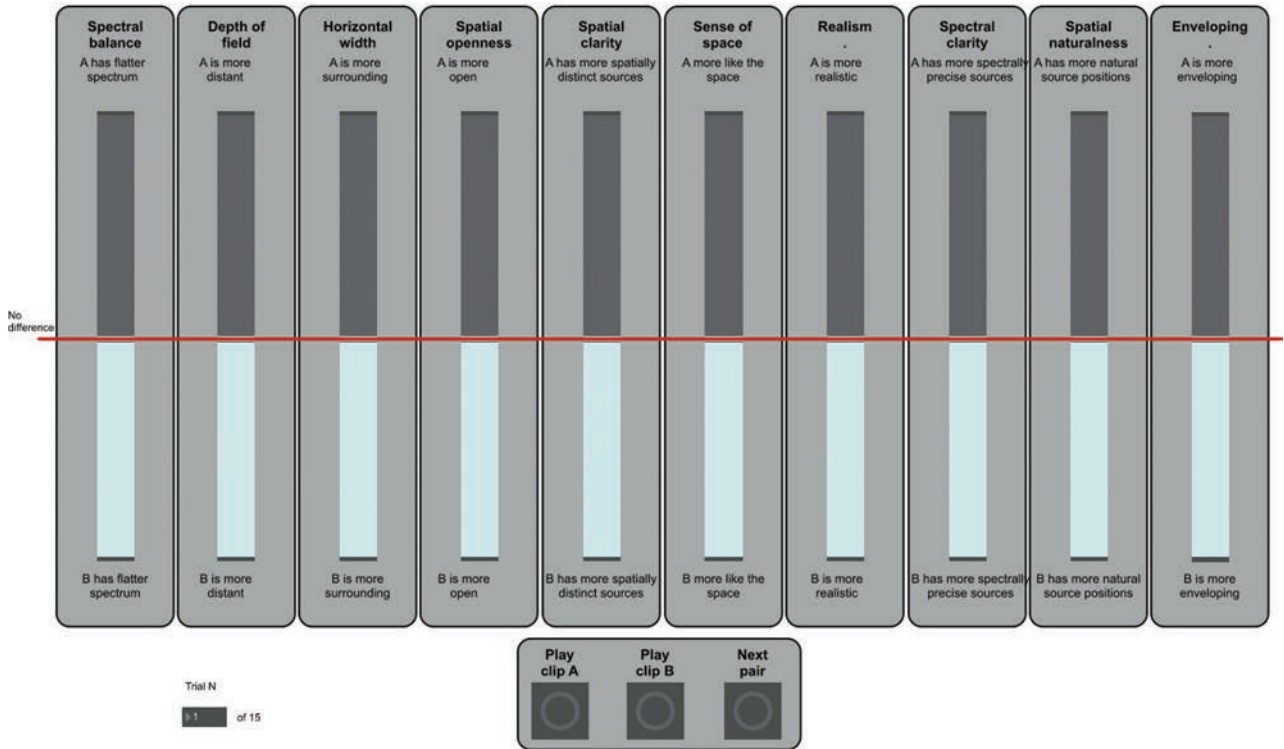 Spectral
balance
A has flatter
spectrum
B has flatter
spectrum
Depth of
field
A is more
distant
B is more
distant
Horizontal
width
A is more
surrounding
B is more
surrounding
Spatial
openness
A is more
open
B is more
open
Spatial
clarity
A has more spatially
distinct sources
B has more spatially
distinct sources
Sense of
space
A more like the
space
B more like the
space
Realism
.
A is more
realistic
B is more
realistic
Spectral
clarity
A has more spectrally
precise sources
B has more spectrally
precise sources
Spatial
naturalness
A has more natural
source positions
B has more natural
source positions
Enveloping
.
A is more
enveloping
B is more
enveloping
No
difference
Play
clip A
Play
clip B
Next
pair
Trial N
1 of 15